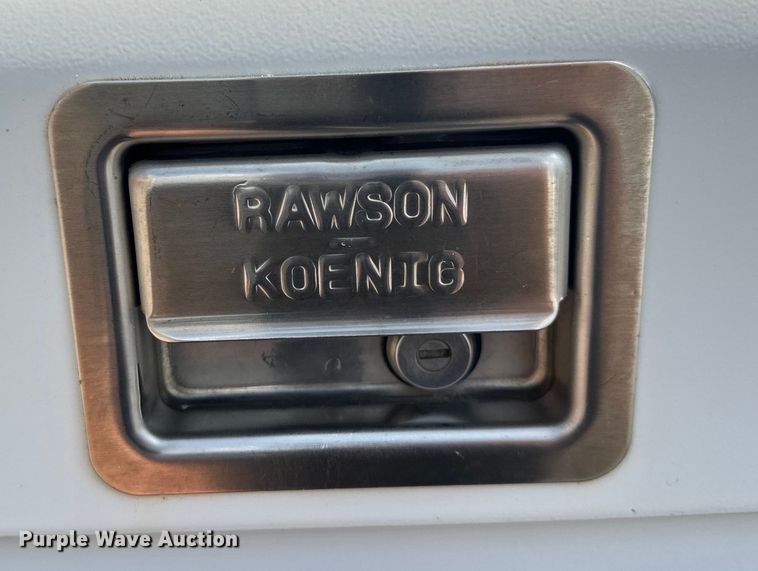 RAWSON
-
KOENIG
Purple Wave Auction